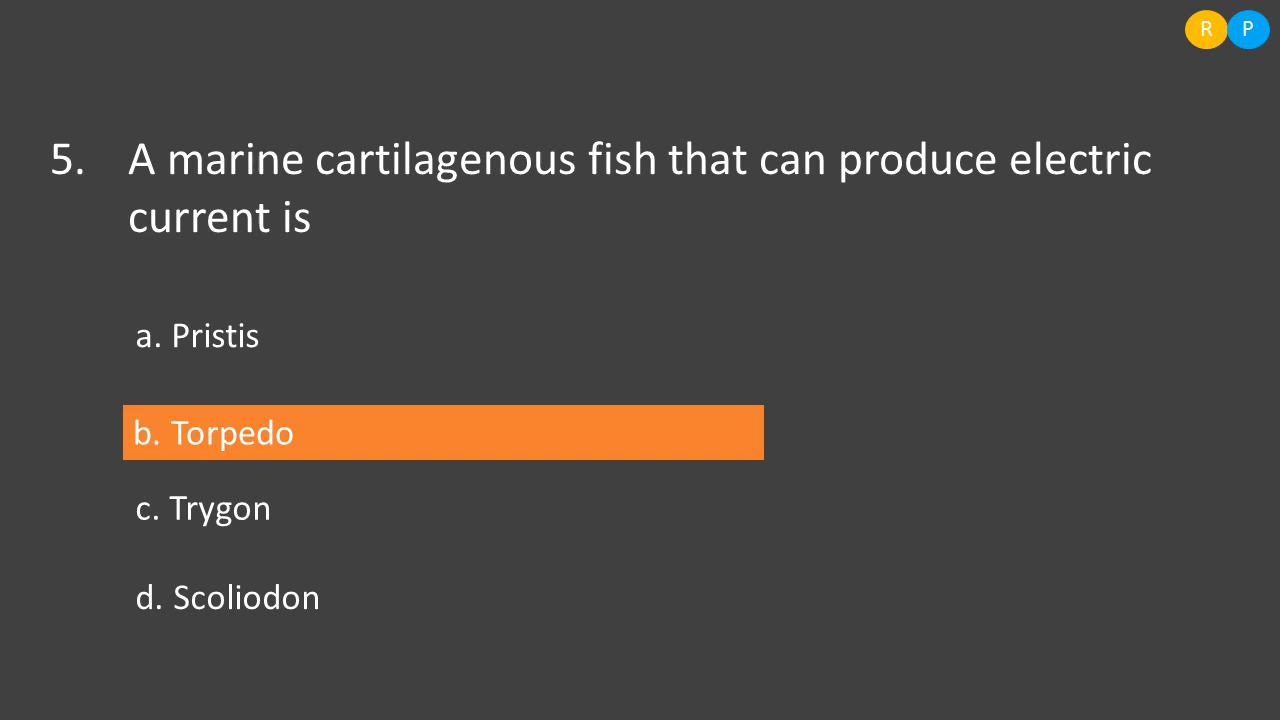 R P
5. A marine cartilagenous fish that can produce electric
current is
a. Pristis
b. Torpedo
c. Trygon
d. Scoliodon